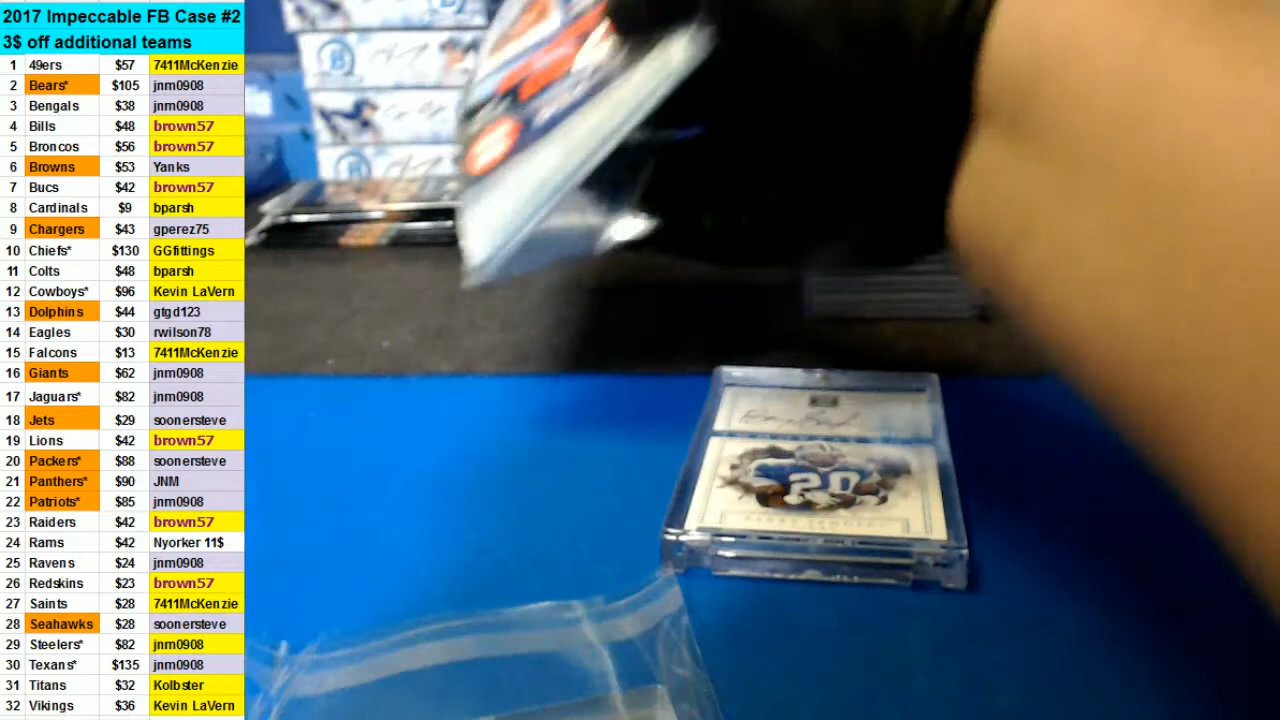 2017 Impeccable FB Case #2
3$ off additional teams
1 49ers $57 7411McKenzie
2 Bears* $105 jnm0908
3 Bengals $38 jnm0908
4 Bills $48 brown57
5 Broncos $56 brown57
6 Browns $53 Yanks
7 Bucs $42 brown57
8 Cardinals $9 bparsh
9 Chargers $43 gperez75
10 Chiefs* $130 GGfittings
11 Colts $48 bparsh
12 Cowboys* $96 Kevin LaVern
13 Dolphins $44 gtgd123
14 Eagles $30 rwilson78
15 Falcons $13 7411McKenzie
16 Giants $62 jnm0908
17 Jaguars* $82 jnm0908
18 Jets $29 soonersteve
19 Lions $42 brown57
20 Packers* $88 soonersteve
21 Panthers* $90 JNM
22 Patriots* $85 jnm0908
23 Raiders $42 brown57
24 Rams $42 Nyorker 11$
25 Ravens $24 jnm0908
26 Redskins $23 brown57
27 Saints $28 7411McKenzie
28 Seahawks $28 soonersteve
29 Steelers* $82 jnm0908
30 Texans* $135 jnm0908
31 Titans $32 Kolbster
32 Vikings $36 Kevin LaVern
20